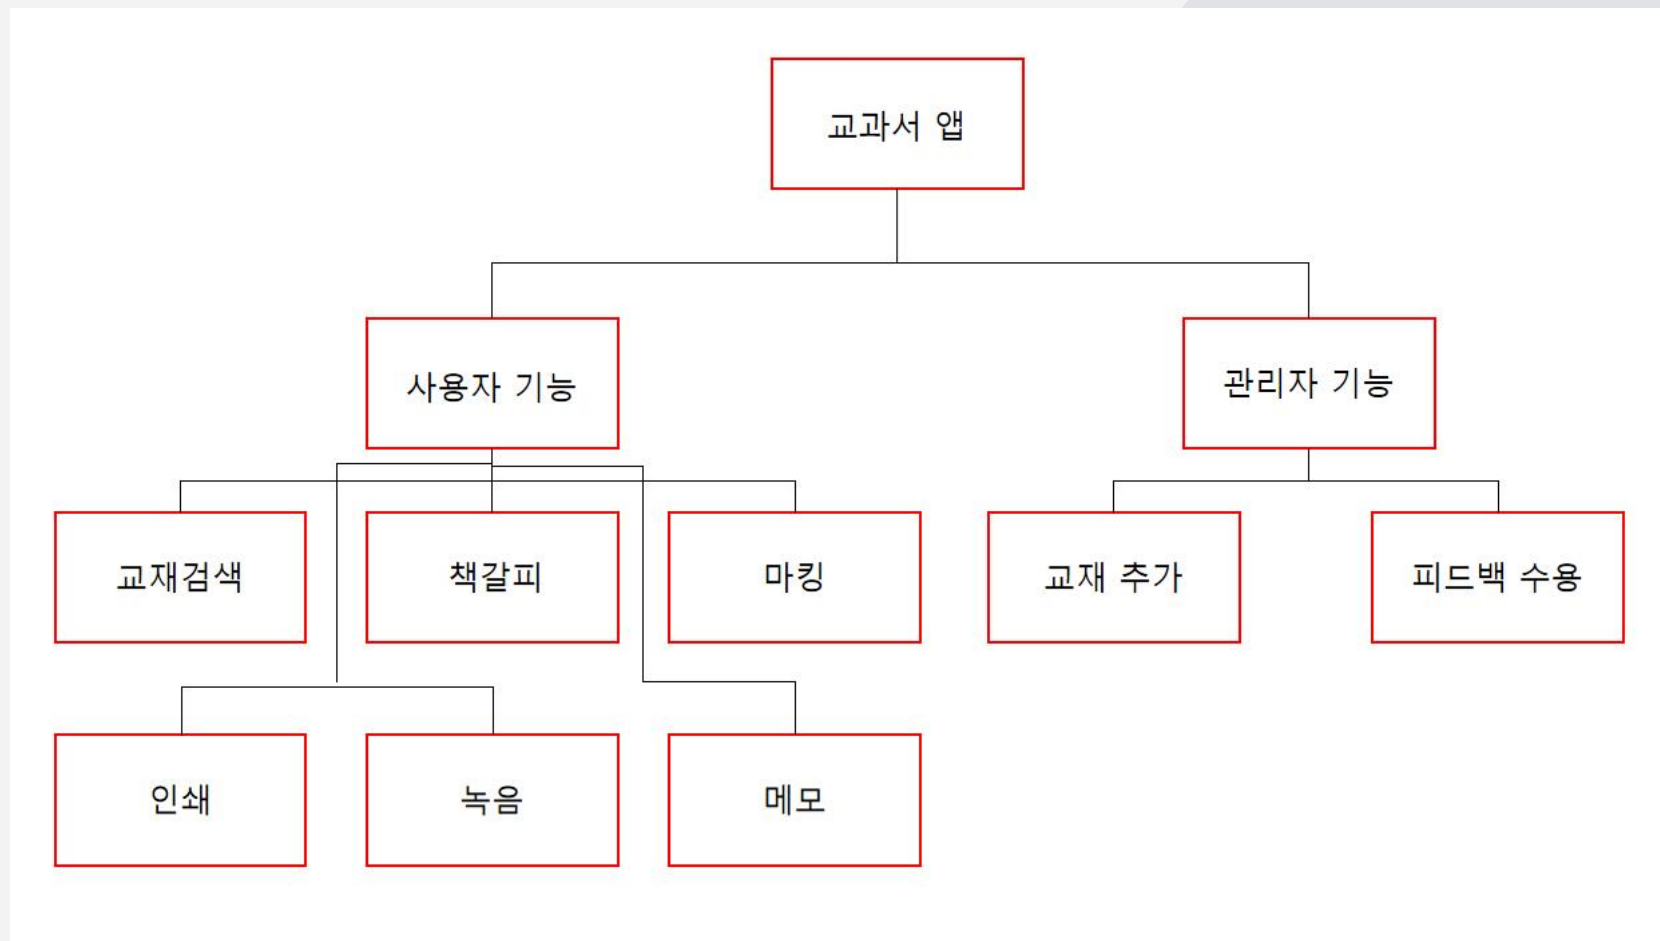 교과서 앱
사용자 기능
관리자 기능
교재검색
책갈피
마킹
교재 추가
피드백 수용
인쇄
녹음
메모